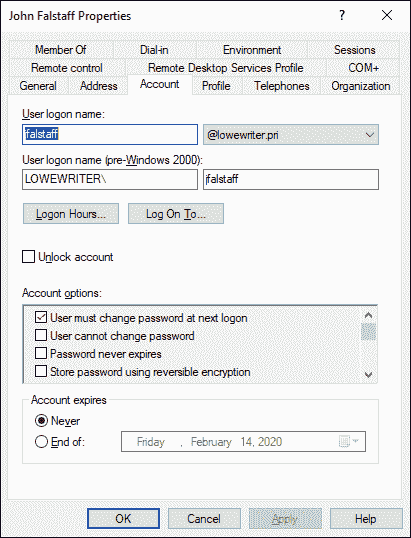 John Falstaff Properties ?
Member Of Dial-in Environment Sessions
Remote control Remote Desktop Services Profile COM+
General Address Account Profile Telephones Organization
User logon name:
jfalstaff @lowewriter.pri
User logon name (pre-Windows 2000):
LOWEWRITER\ jfalstaff
Logon Hours... Log On To...
Unlock account
Account options:
User must change password at next logon
User cannot change password
Password never expires
Store password using reversible encryption
Account expires
Never
End of: Friday , February 14, 2020
OK Cancel Apply Help